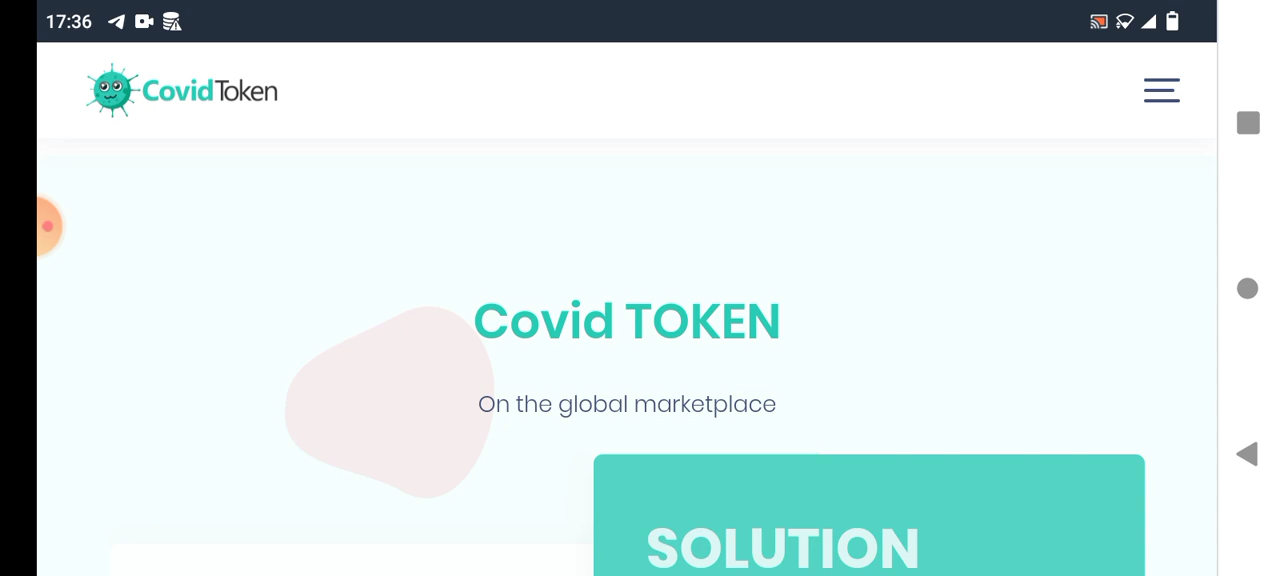 17:36
CovidToken
Covid TOKEN
On the global marketplace
SOLUTION